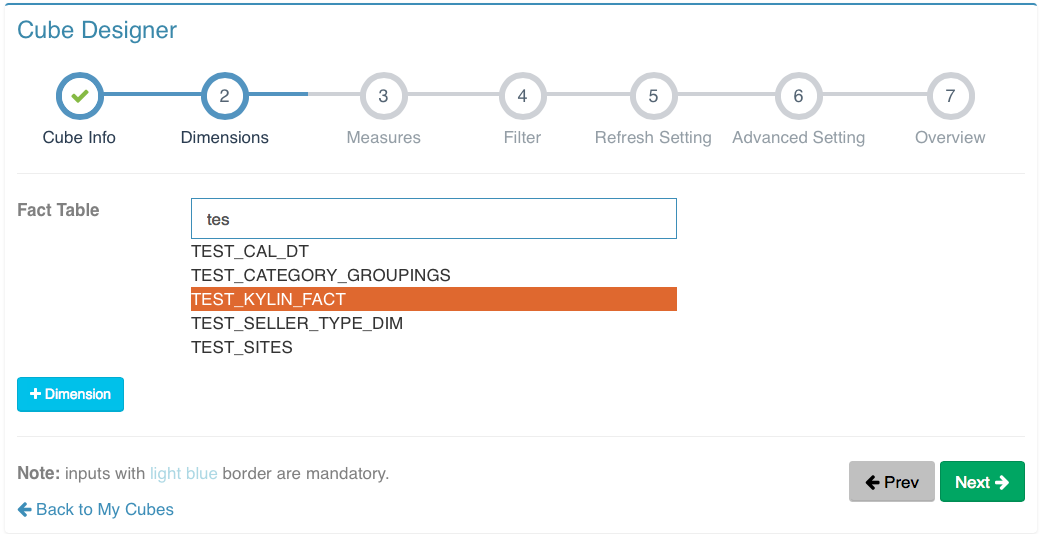 Cube Designer
2 3 4 5 6 7
Cube Info Dimensions Measures Filter Refresh Setting Advanced Setting Overview
Fact Table tes
TEST_CAL_DT
TEST_CATEGORY_GROUPINGS
TEST_KYLIN_FACT
TEST_SELLER_TYPE_DIM
TEST_SITES
Dimension
Note: inputs with light blue border are mandatory.
Prev Next
Back to My Cubes